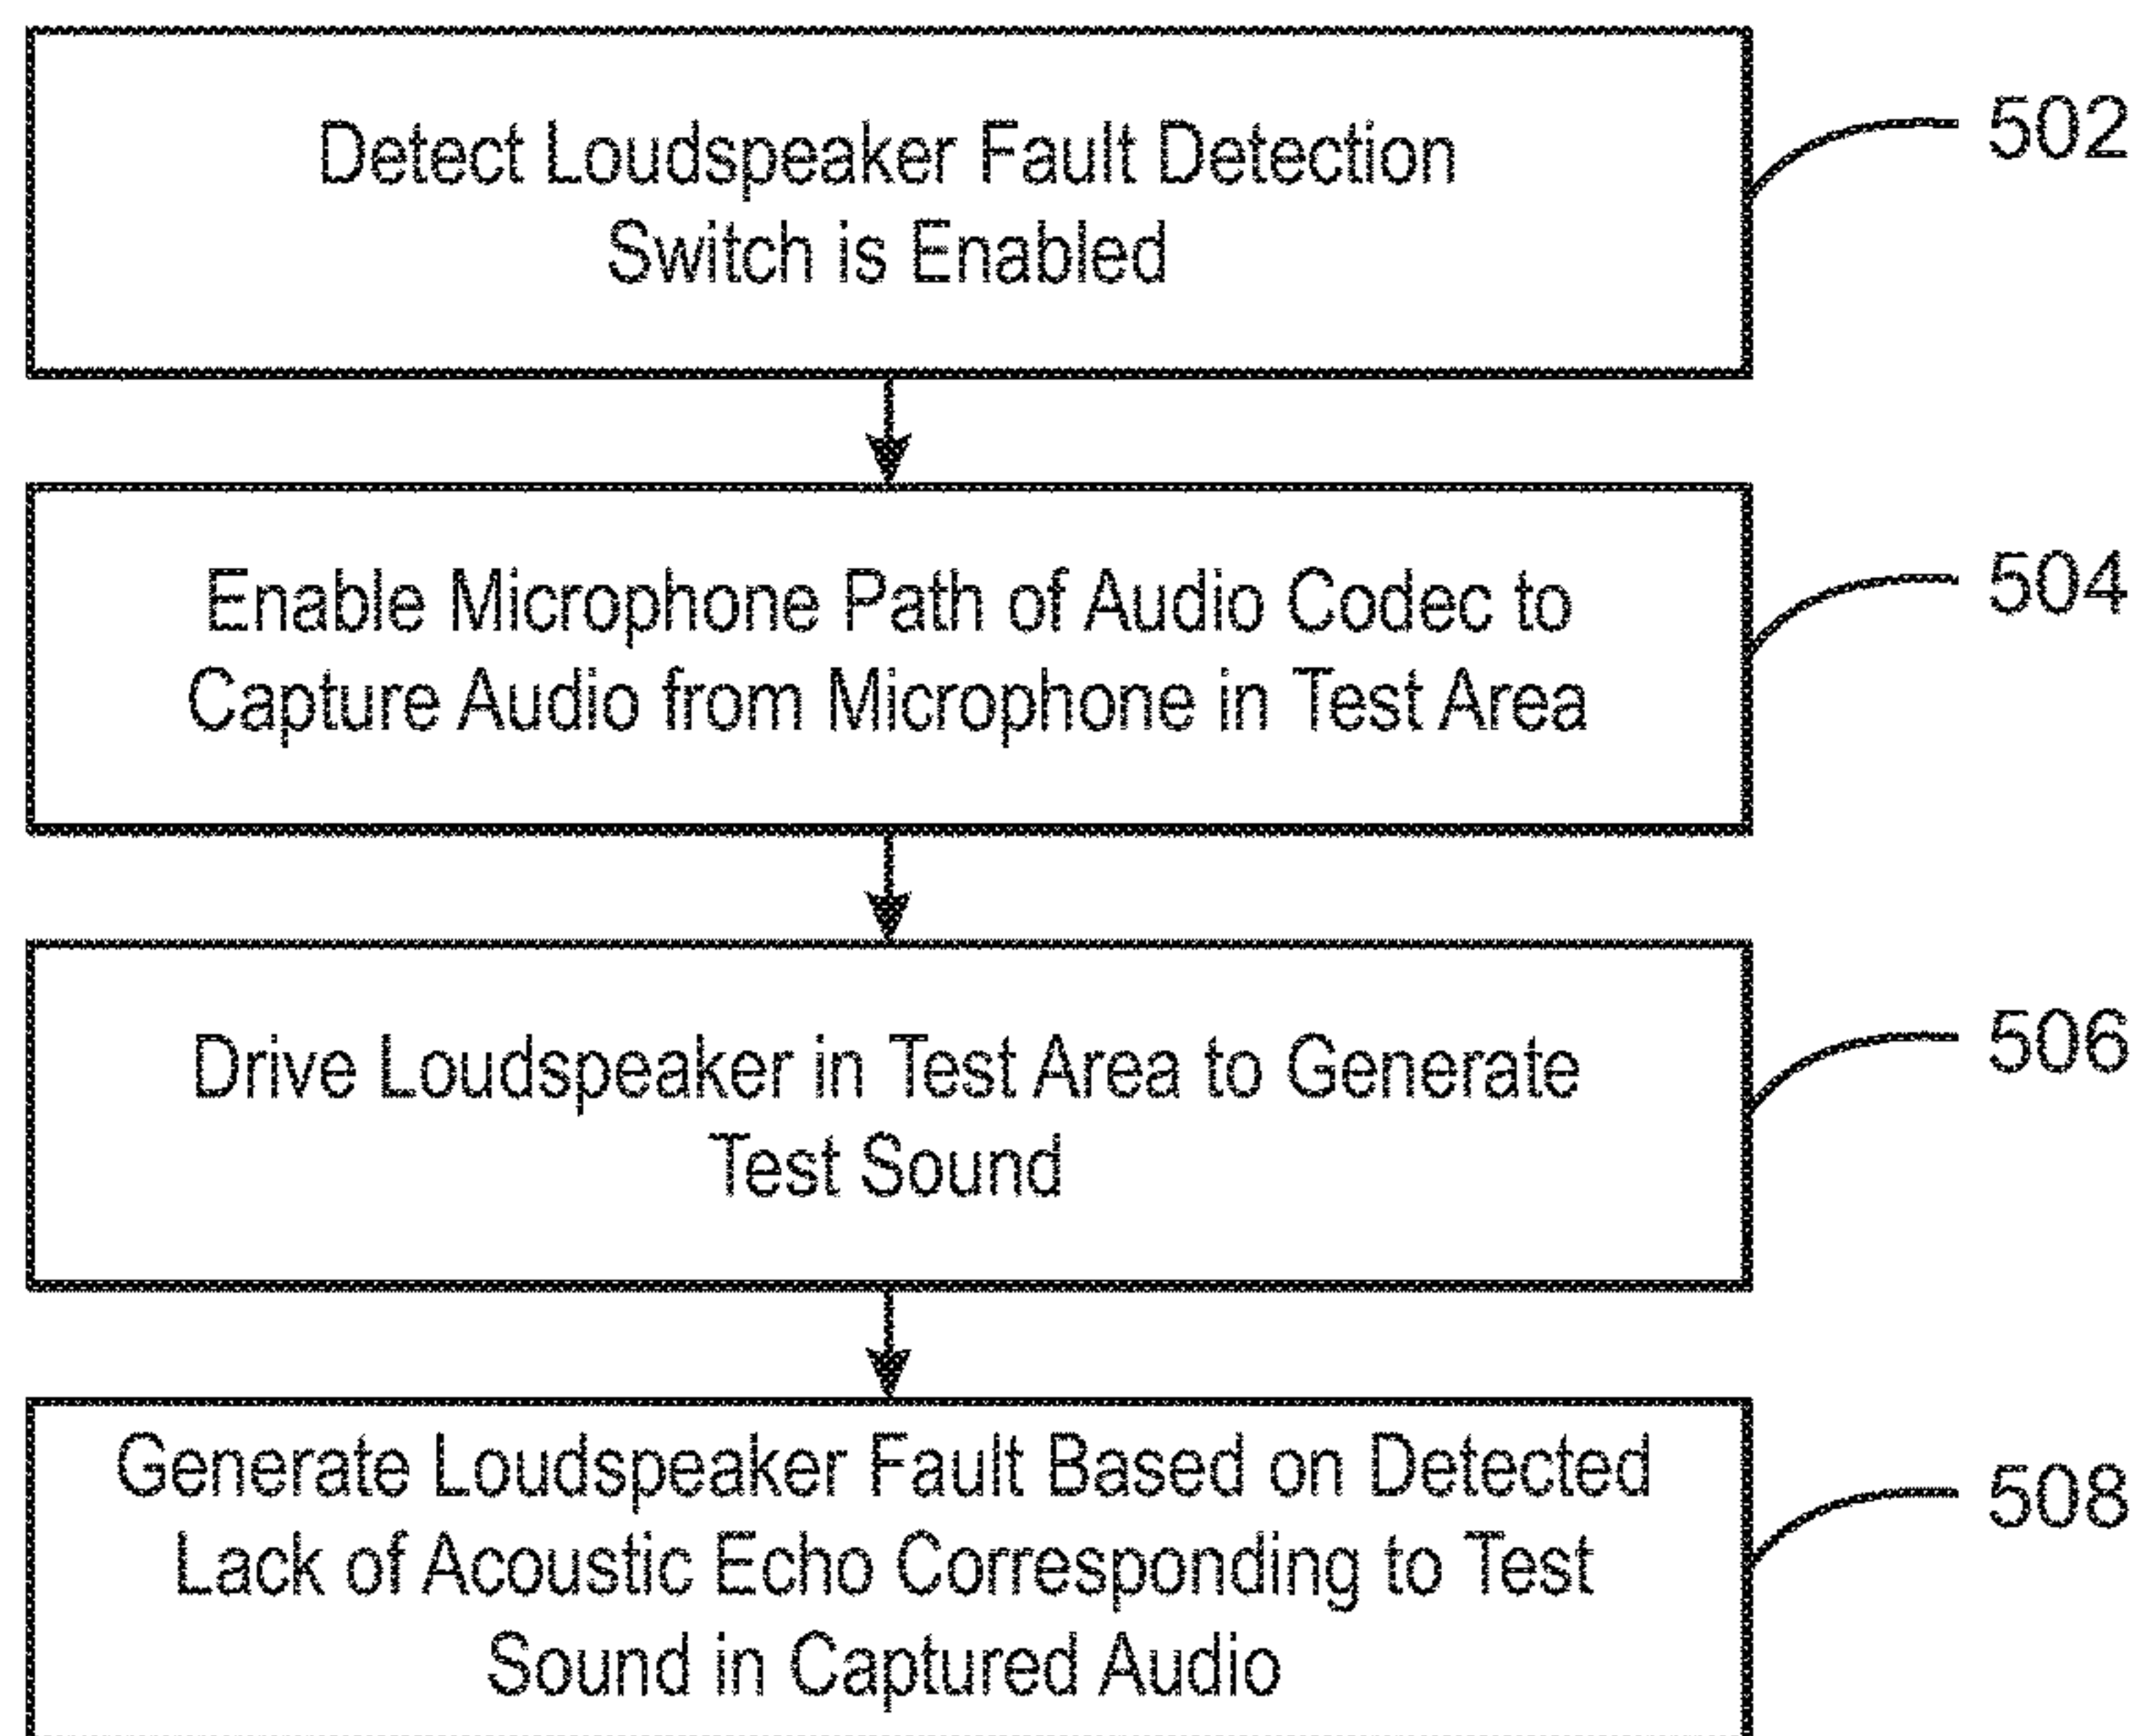 Detect Loudspeaker Fault Detection
Switch is Enabled
502
Enable Microphone Path of Audio Codec to
Capture Audio from Microphone in Test Area
504
Drive Loudspeaker in Test Area to Generate
Test Sound
506
Generate Loudspeaker Fault Based on Detected
Lack of Acoustic Echo Corresponding to Test
Sound in Captured Audio
508